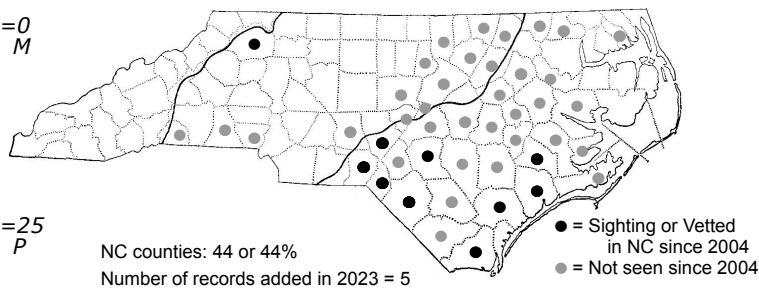 =0
M
=25
P
NC counties: 44 or 44%
Number of records added in 2023 = 5
= Sighting or Vetted
in NC since 2004
= Not seen since 2004